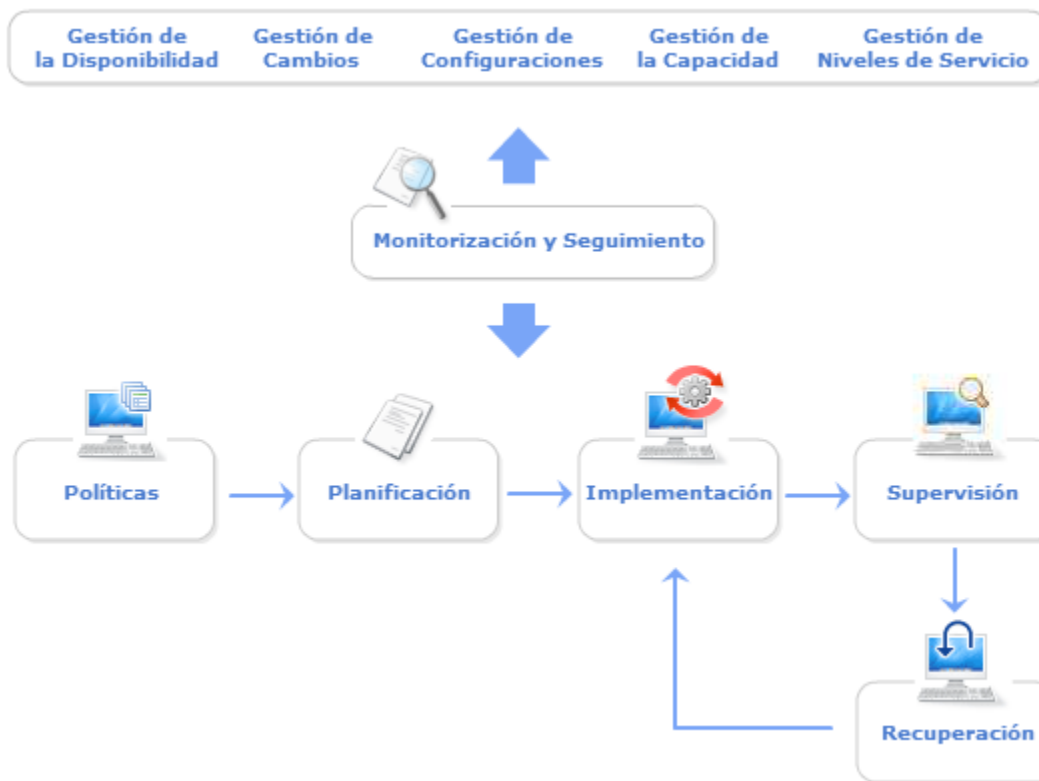 Gestión de
la Disponibilidad
Gestión de
Cambios
Gestión de
Configuraciones
Gestión de
la Capacidad
Gestión de
Niveles de Servicio
Monitorización y Seguimiento
Políticas
Planificación
Implementación
Supervisión
Recuperación